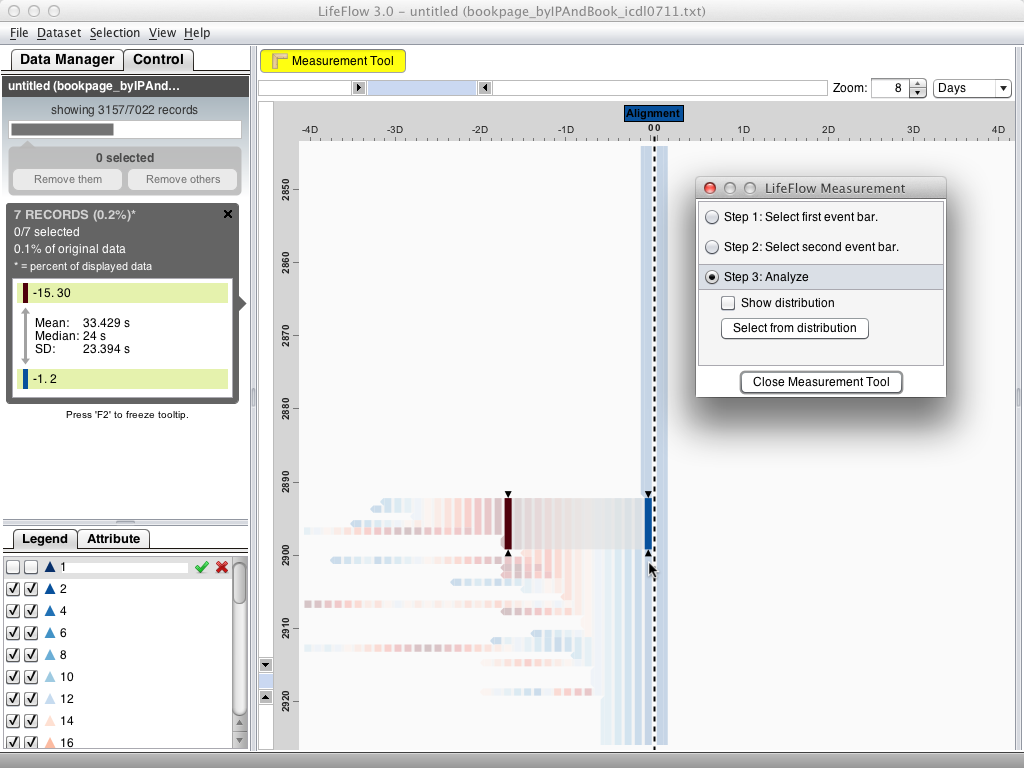 LifeFlow 3.0 – untitled (bookpage_byIPAndBook_icdl0711.txt)
File Dataset Selection View Help
Data Manager Control
untitled (bookpage_byIPAnd...
showing 3157/7022 records
0 selected
Remove them Remove others
7 RECORDS (0.2%)*
0/7 selected
0.1% of original data
* = percent of displayed data
-15. 30
Mean: 33.429 s
Median: 24 s
SD: 23.394 s
-1. 2
Press 'F2' to freeze tooltip.
Legend Attribute
1
2
4
6
8
10
12
14
16
Measurement Tool
Zoom: 8 Days
Alignment
-4D -3D -2D -1D 0 0 1D 2D 3D 4D
2850
2860
2870
2880
2890
2900
2910
2920
LifeFlow Measurement
Step 1: Select first event bar.
Step 2: Select second event bar.
Step 3: Analyze
Show distribution
Select from distribution
Close Measurement Tool